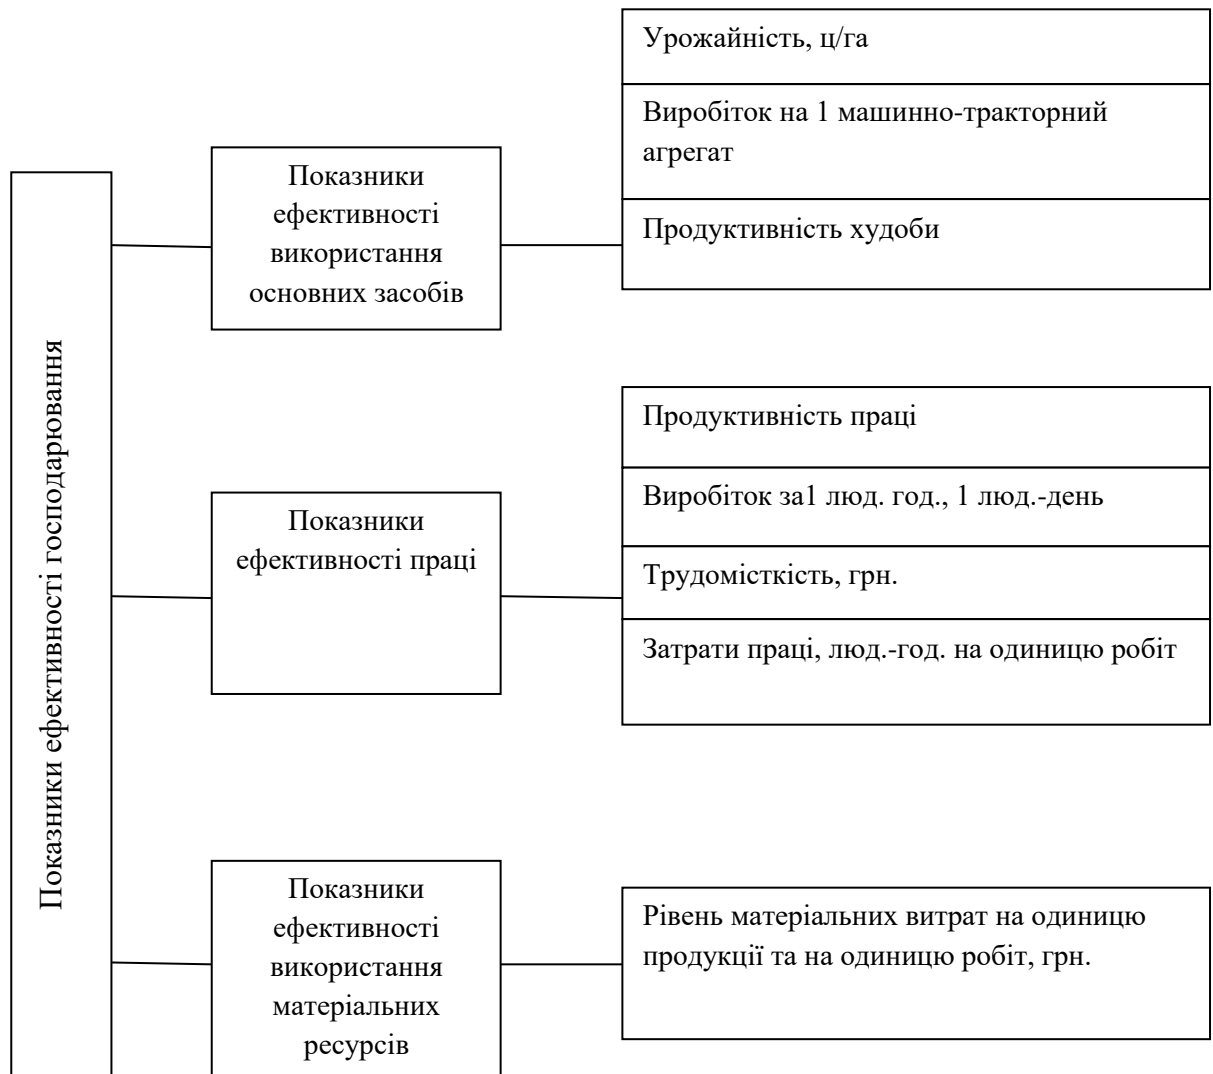 Показники ефективності господарювання
Показники
ефективності
використання
основних засобів
Урожайність, ц/га
Виробіток на 1 машинно-тракторний
агрегат
Продуктивність худоби
Показники
ефективності праці
Продуктивність праці
Виробіток за1 люд. год., 1 люд.-день
Трудомісткість, грн.
Затрати праці, люд.-год. на одиницю робіт
Показники
ефективності
використання
матеріальних
ресурсів
Рівень матеріальних витрат на одиницю
продукції та на одиницю робіт, грн.